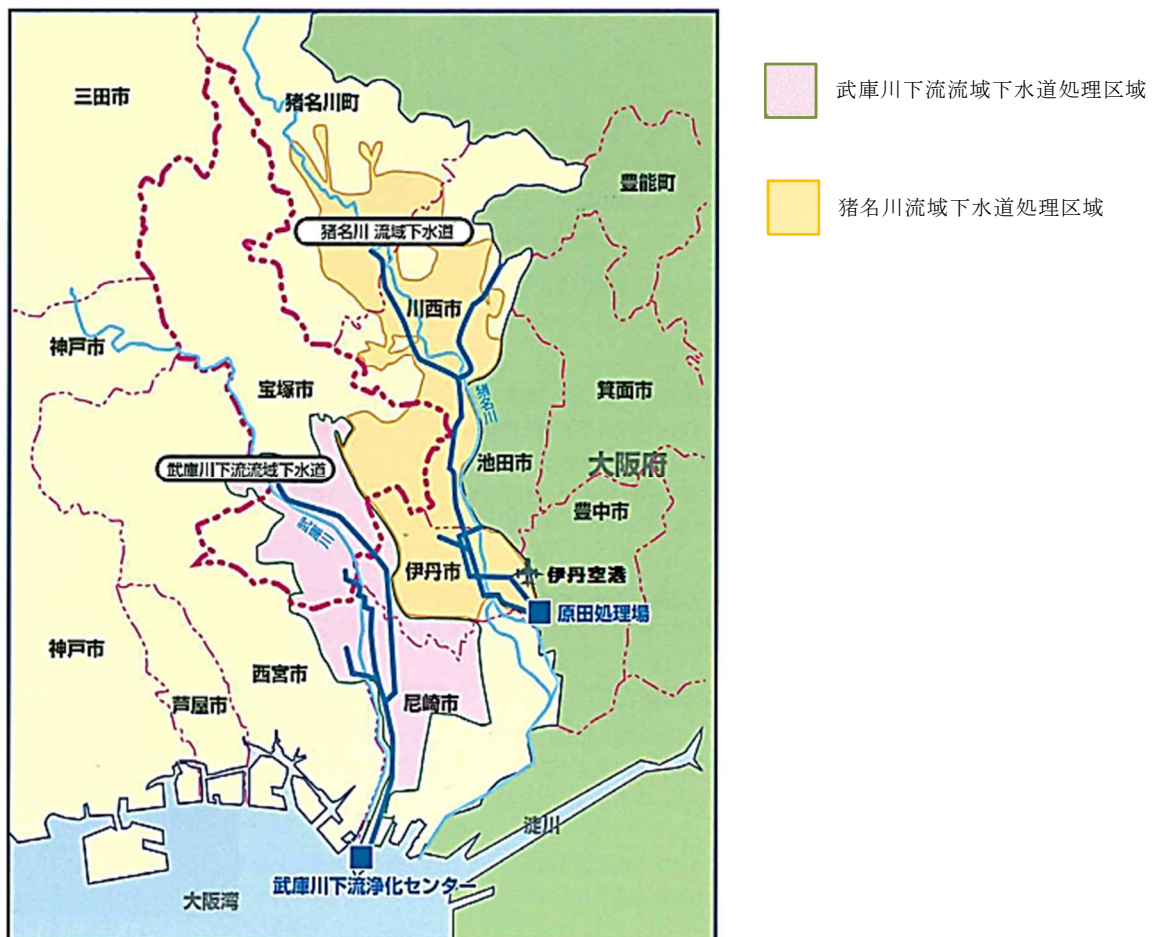 三田市
猪名川町
豊能町
猪名川 流域下水道
川西市
神戸市
宝塚市
猪名川
箕面市
池田市
大阪府
武庫川下流流域下水道
豊中市
武庫川
伊丹市
伊丹空港
原田処理場
神戸市
西宮市
芦屋市
尼崎市
淀川
武庫川下流浄化センター
大阪湾
武庫川下流流域下水道処理区域
猪名川流域下水道処理区域